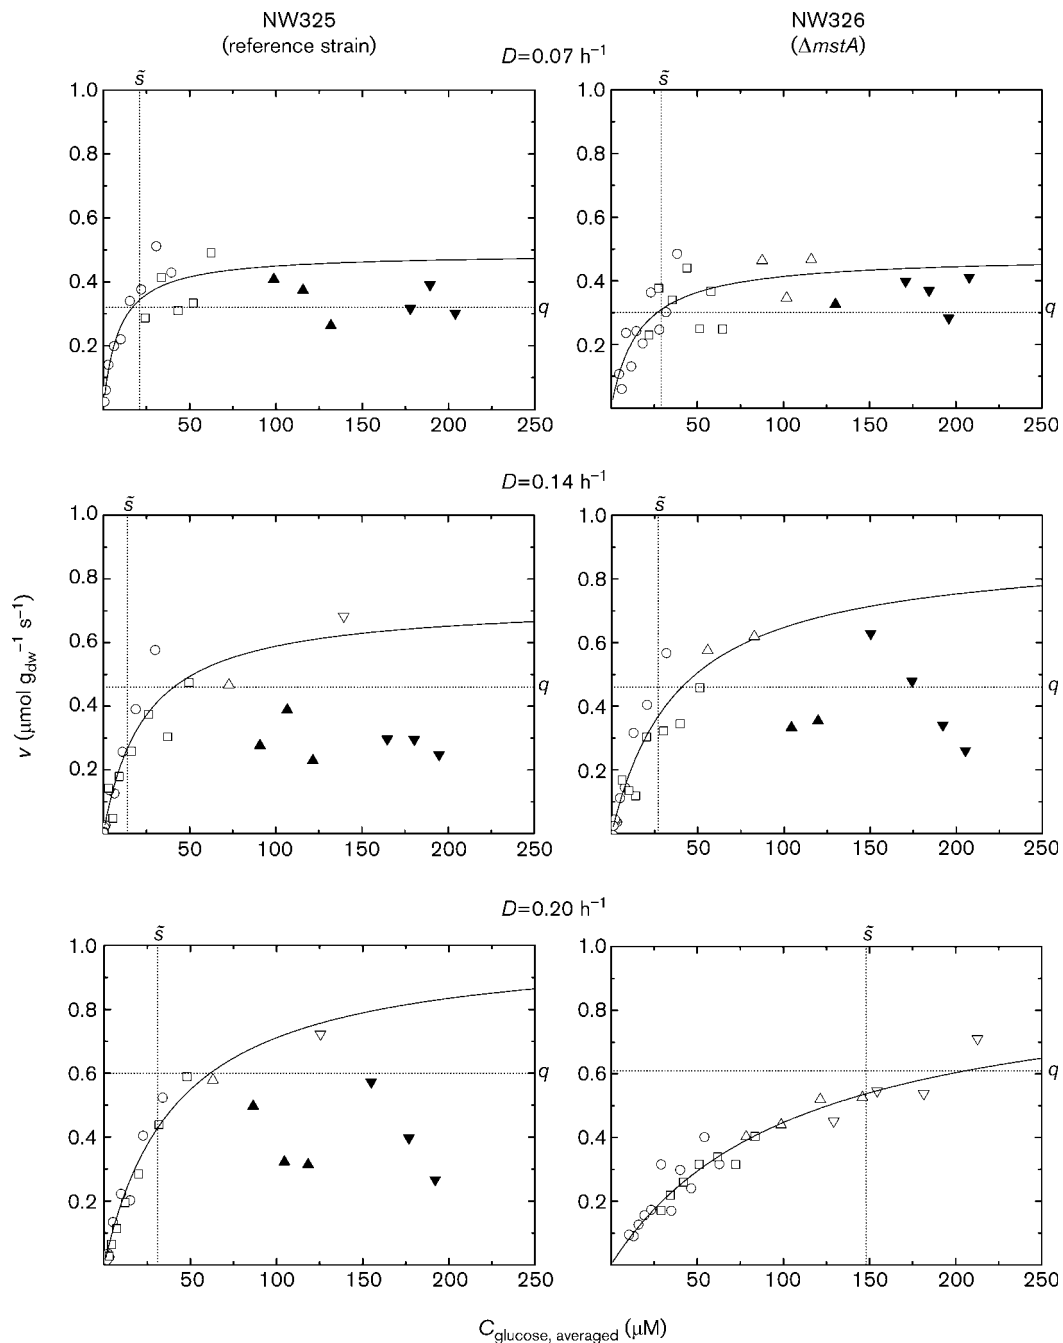 NW325 NW326
(reference strain) (ΔmstA)
D=0.07 h⁻¹
s̃ s̃
1.0 1.0
0.8 0.8
0.6 0.6
0.4 0.4
q q
0.2 0.2
50 100 150 200 250 50 100 150 200 250
D=0.14 h⁻¹
s̃ s̃
1.0 1.0
0.8 0.8
0.6 0.6
q q
0.4 0.4
0.2 0.2
50 100 150 200 250 50 100 150 200 250
v (μmol g_dw⁻¹ s⁻¹)
D=0.20 h⁻¹
s̃ s̃
1.0 1.0
0.8 0.8
0.6 q 0.6 q
0.4 0.4
0.2 0.2
50 100 150 200 250 50 100 150 200 250
C_glucose, averaged (μM)